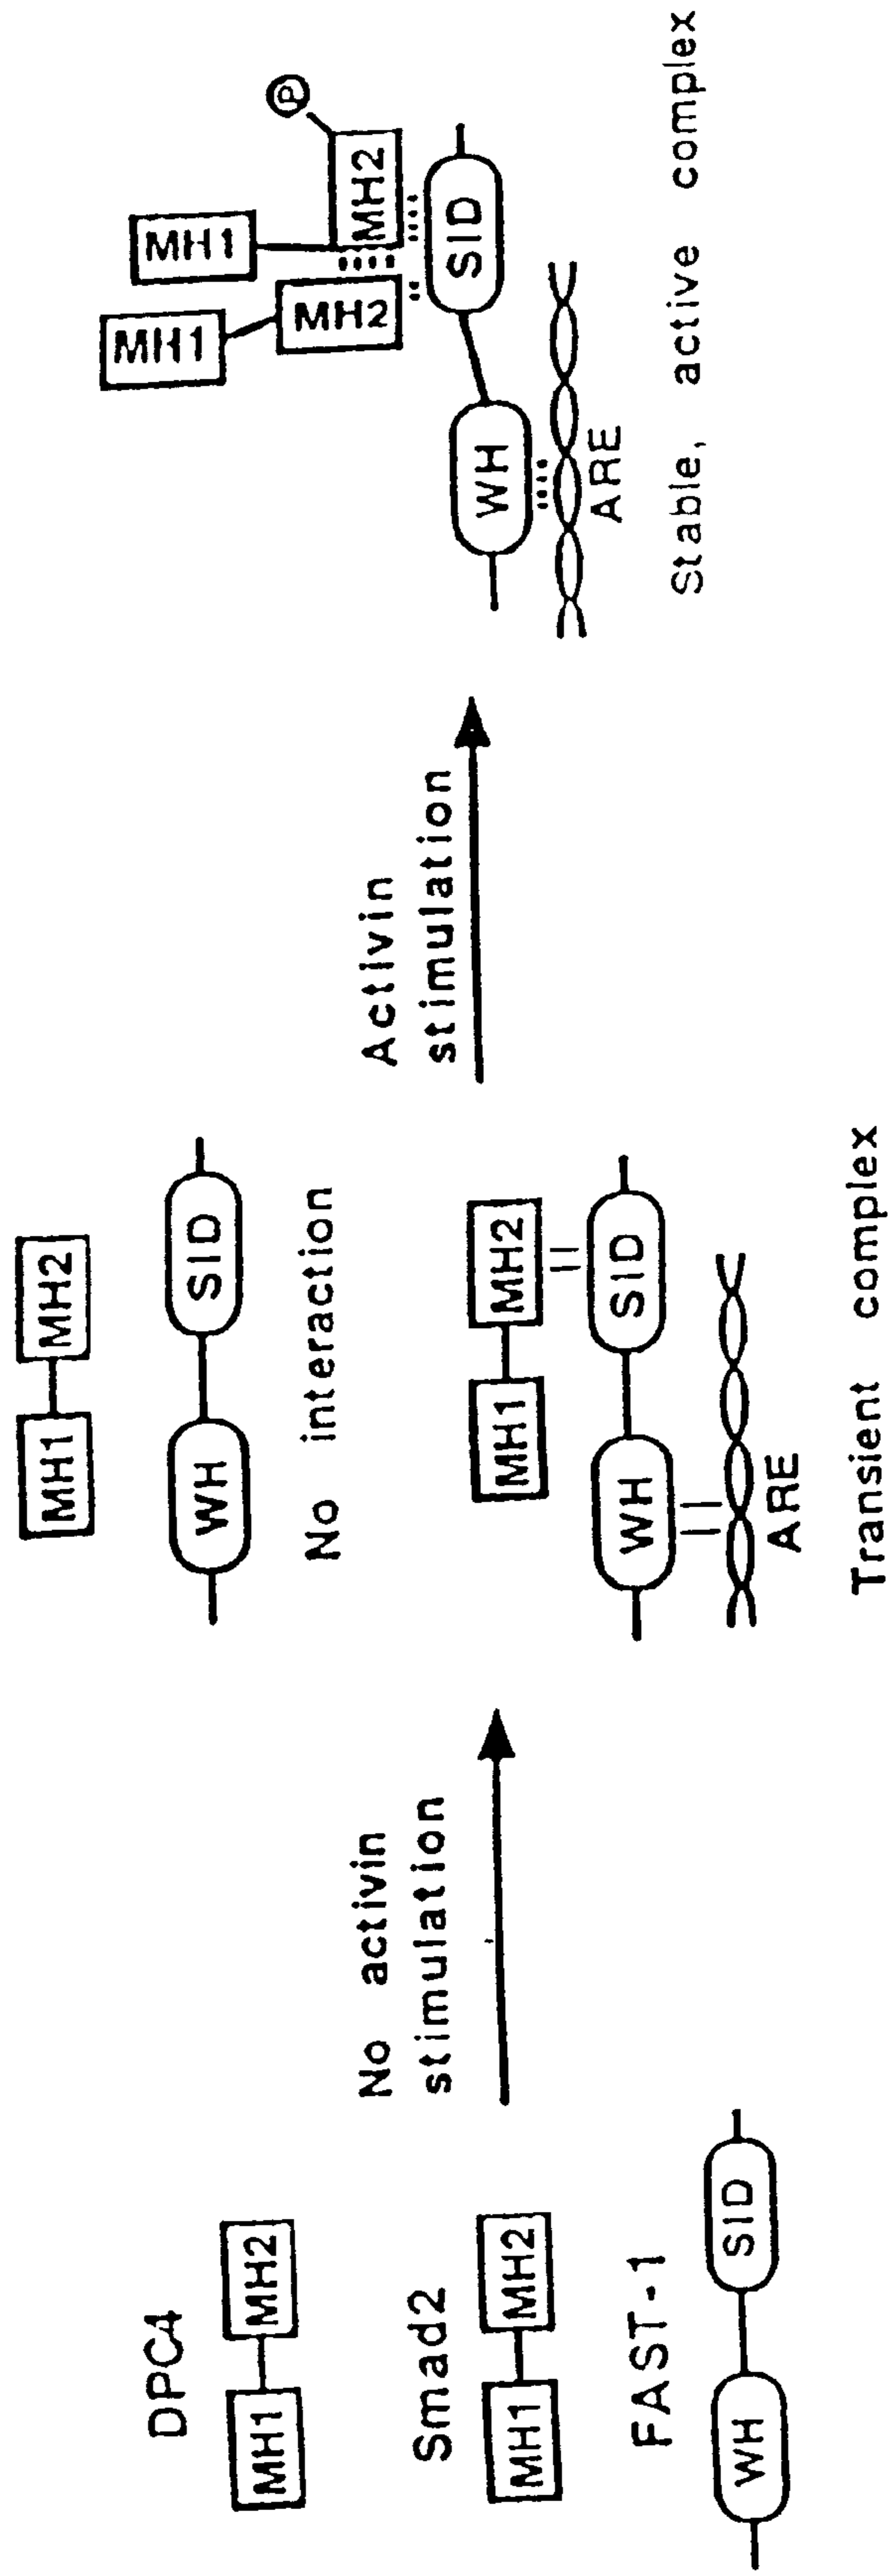 DPC4
MH1 MH2
Smad2
MH1 MH2
FAST-1
WH SID
No activin
stimulation
MH1 MH2
WH SID
No interaction
MH1 MH2
WH SID
ARE
Transient complex
Activin
stimulation
MH1 MH1
MH2 MH2 P
WH SID
ARE
Stable, active complex